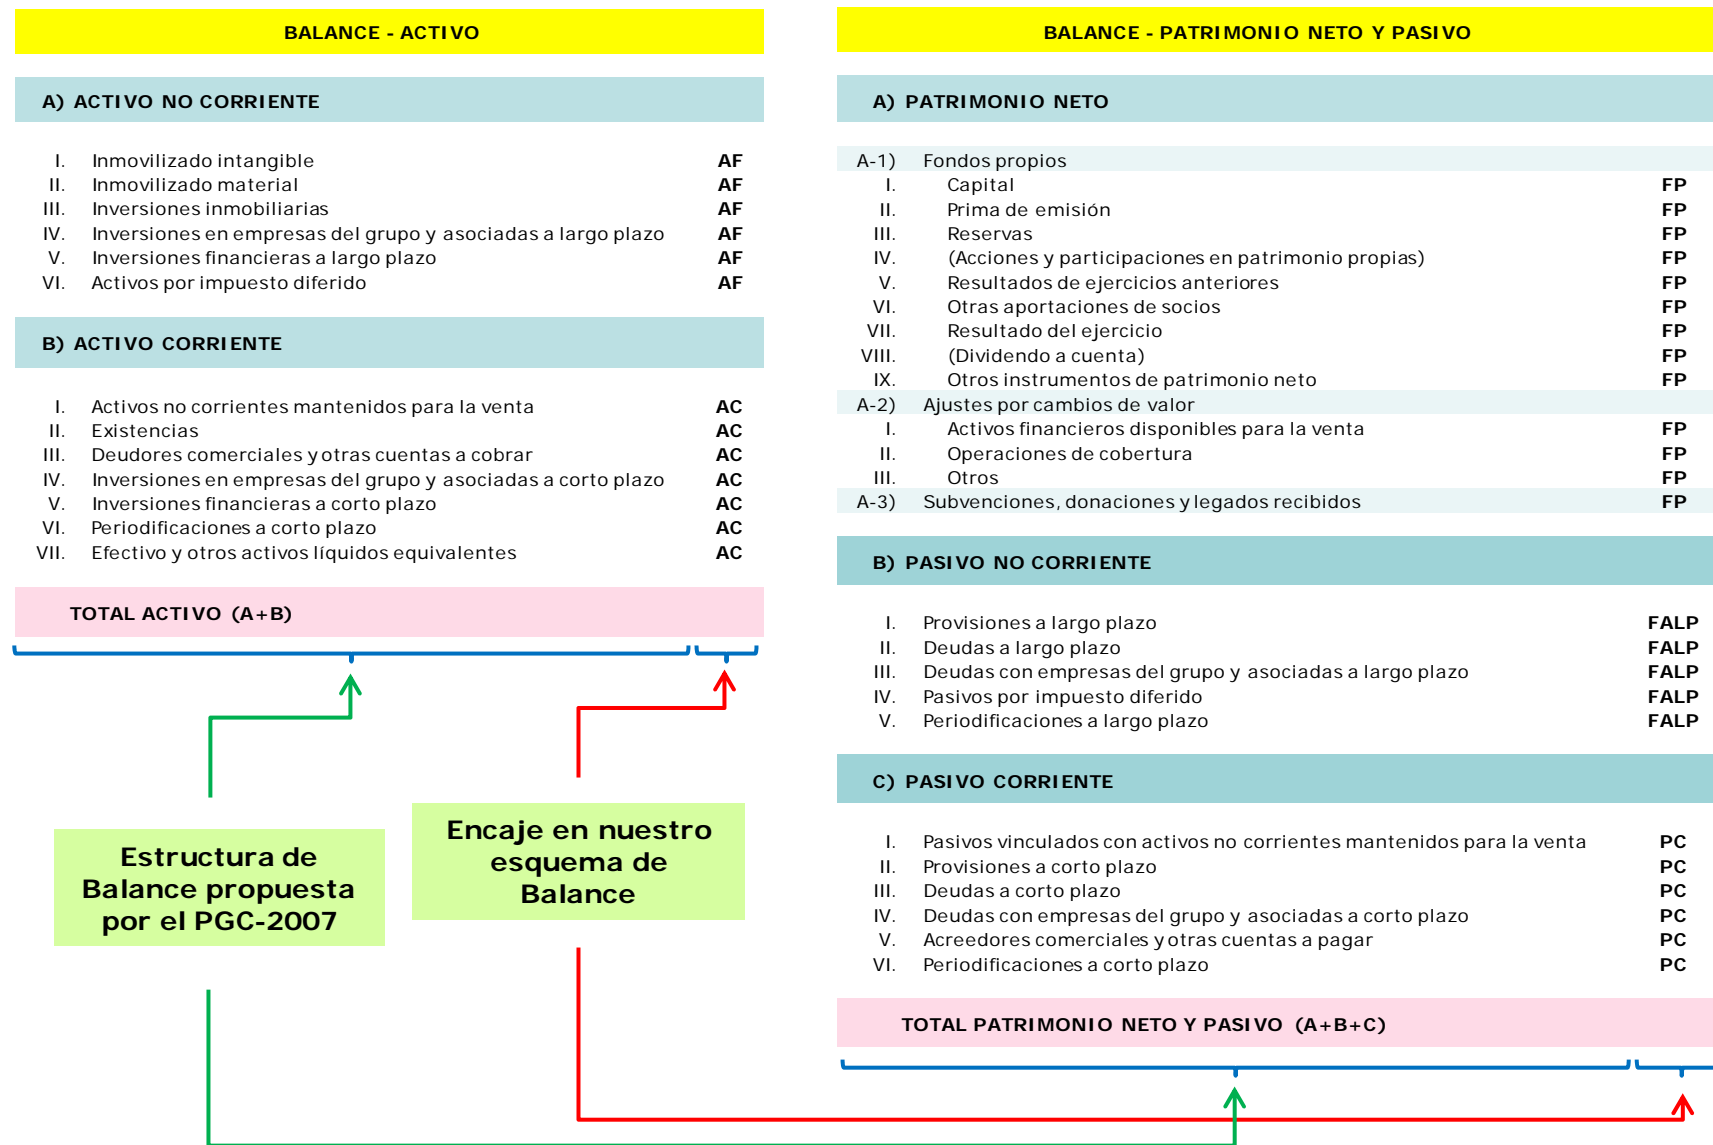 BALANCE - ACTIVO
A) ACTIVO NO CORRIENTE
I. Inmovilizado intangible AF
II. Inmovilizado material AF
III. Inversiones inmobiliarias AF
IV. Inversiones en empresas del grupo y asociadas a largo plazo AF
V. Inversiones financieras a largo plazo AF
VI. Activos por impuesto diferido AF
B) ACTIVO CORRIENTE
I. Activos no corrientes mantenidos para la venta AC
II. Existencias AC
III. Deudores comerciales y otras cuentas a cobrar AC
IV. Inversiones en empresas del grupo y asociadas a corto plazo AC
V. Inversiones financieras a corto plazo AC
VI. Periodificaciones a corto plazo AC
VII. Efectivo y otros activos líquidos equivalentes AC
TOTAL ACTIVO (A+B)
Estructura de
Balance propuesta
por el PGC-2007
Encaje en nuestro
esquema de
Balance
BALANCE - PATRIMONIO NETO Y PASIVO
A) PATRIMONIO NETO
A-1) Fondos propios
I. Capital FP
II. Prima de emisión FP
III. Reservas FP
IV. (Acciones y participaciones en patrimonio propias) FP
V. Resultados de ejercicios anteriores FP
VI. Otras aportaciones de socios FP
VII. Resultado del ejercicio FP
VIII. (Dividendo a cuenta) FP
IX. Otros instrumentos de patrimonio neto FP
A-2) Ajustes por cambios de valor
I. Activos financieros disponibles para la venta FP
II. Operaciones de cobertura FP
III. Otros FP
A-3) Subvenciones, donaciones y legados recibidos FP
B) PASIVO NO CORRIENTE
I. Provisiones a largo plazo FALP
II. Deudas a largo plazo FALP
III. Deudas con empresas del grupo y asociadas a largo plazo FALP
IV. Pasivos por impuesto diferido FALP
V. Periodificaciones a largo plazo FALP
C) PASIVO CORRIENTE
I. Pasivos vinculados con activos no corrientes mantenidos para la venta PC
II. Provisiones a corto plazo PC
III. Deudas a corto plazo PC
IV. Deudas con empresas del grupo y asociadas a corto plazo PC
V. Acreedores comerciales y otras cuentas a pagar PC
VI. Periodificaciones a corto plazo PC
TOTAL PATRIMONIO NETO Y PASIVO (A+B+C)